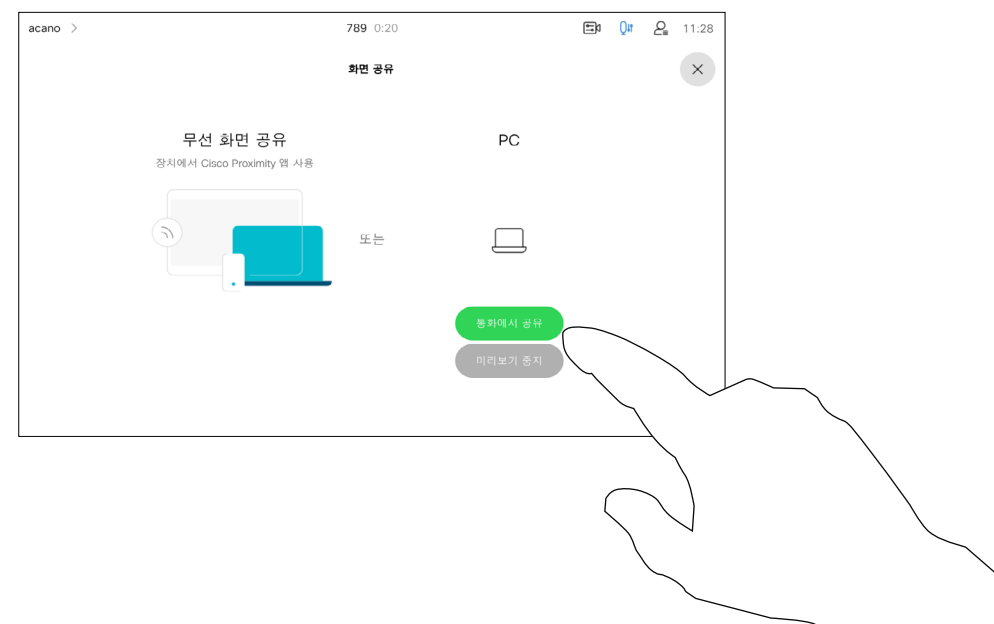 acano >
789 0:20
11:28
화면 공유
무선 화면 공유
장치에서 Cisco Proximity 앱 사용
또는
PC
통화에서 공유
미리보기 중지